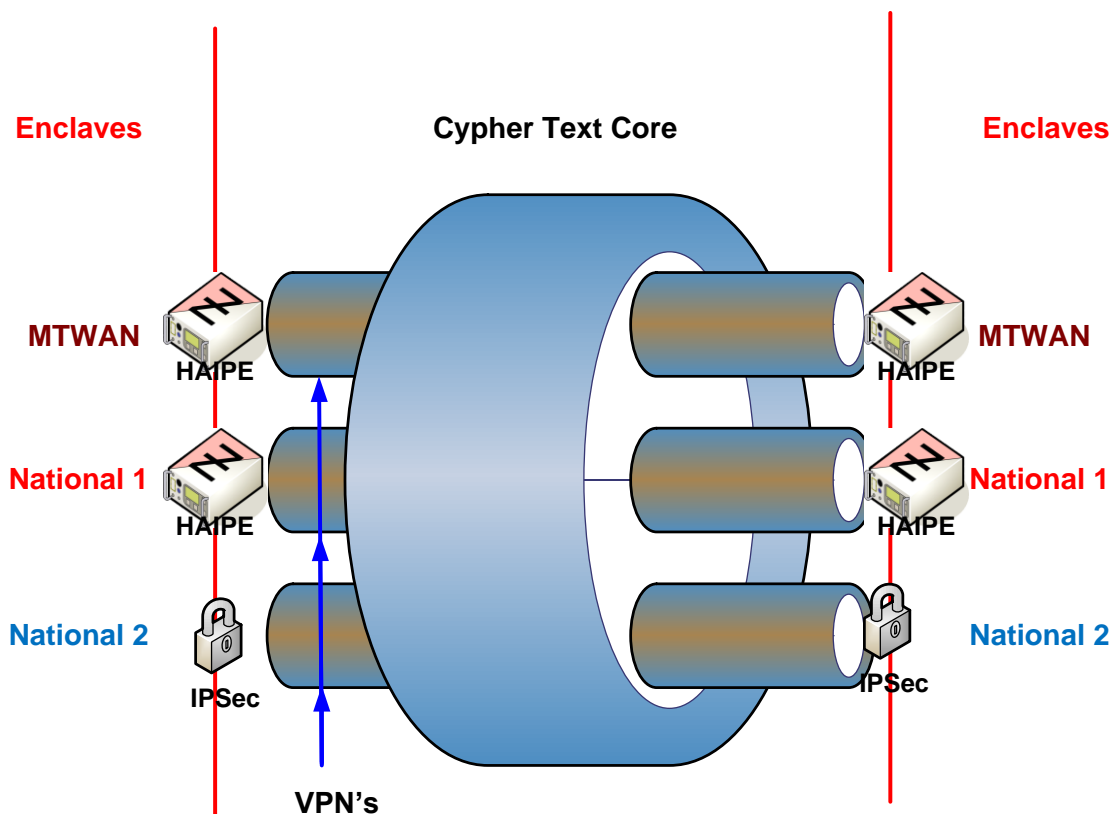 Enclaves
Cypher Text Core
Enclaves
MTWAN
HAIPE
HAIPE
MTWAN
National 1
HAIPE
HAIPE
National 1
National 2
IPSec
IPSec
National 2
VPN's